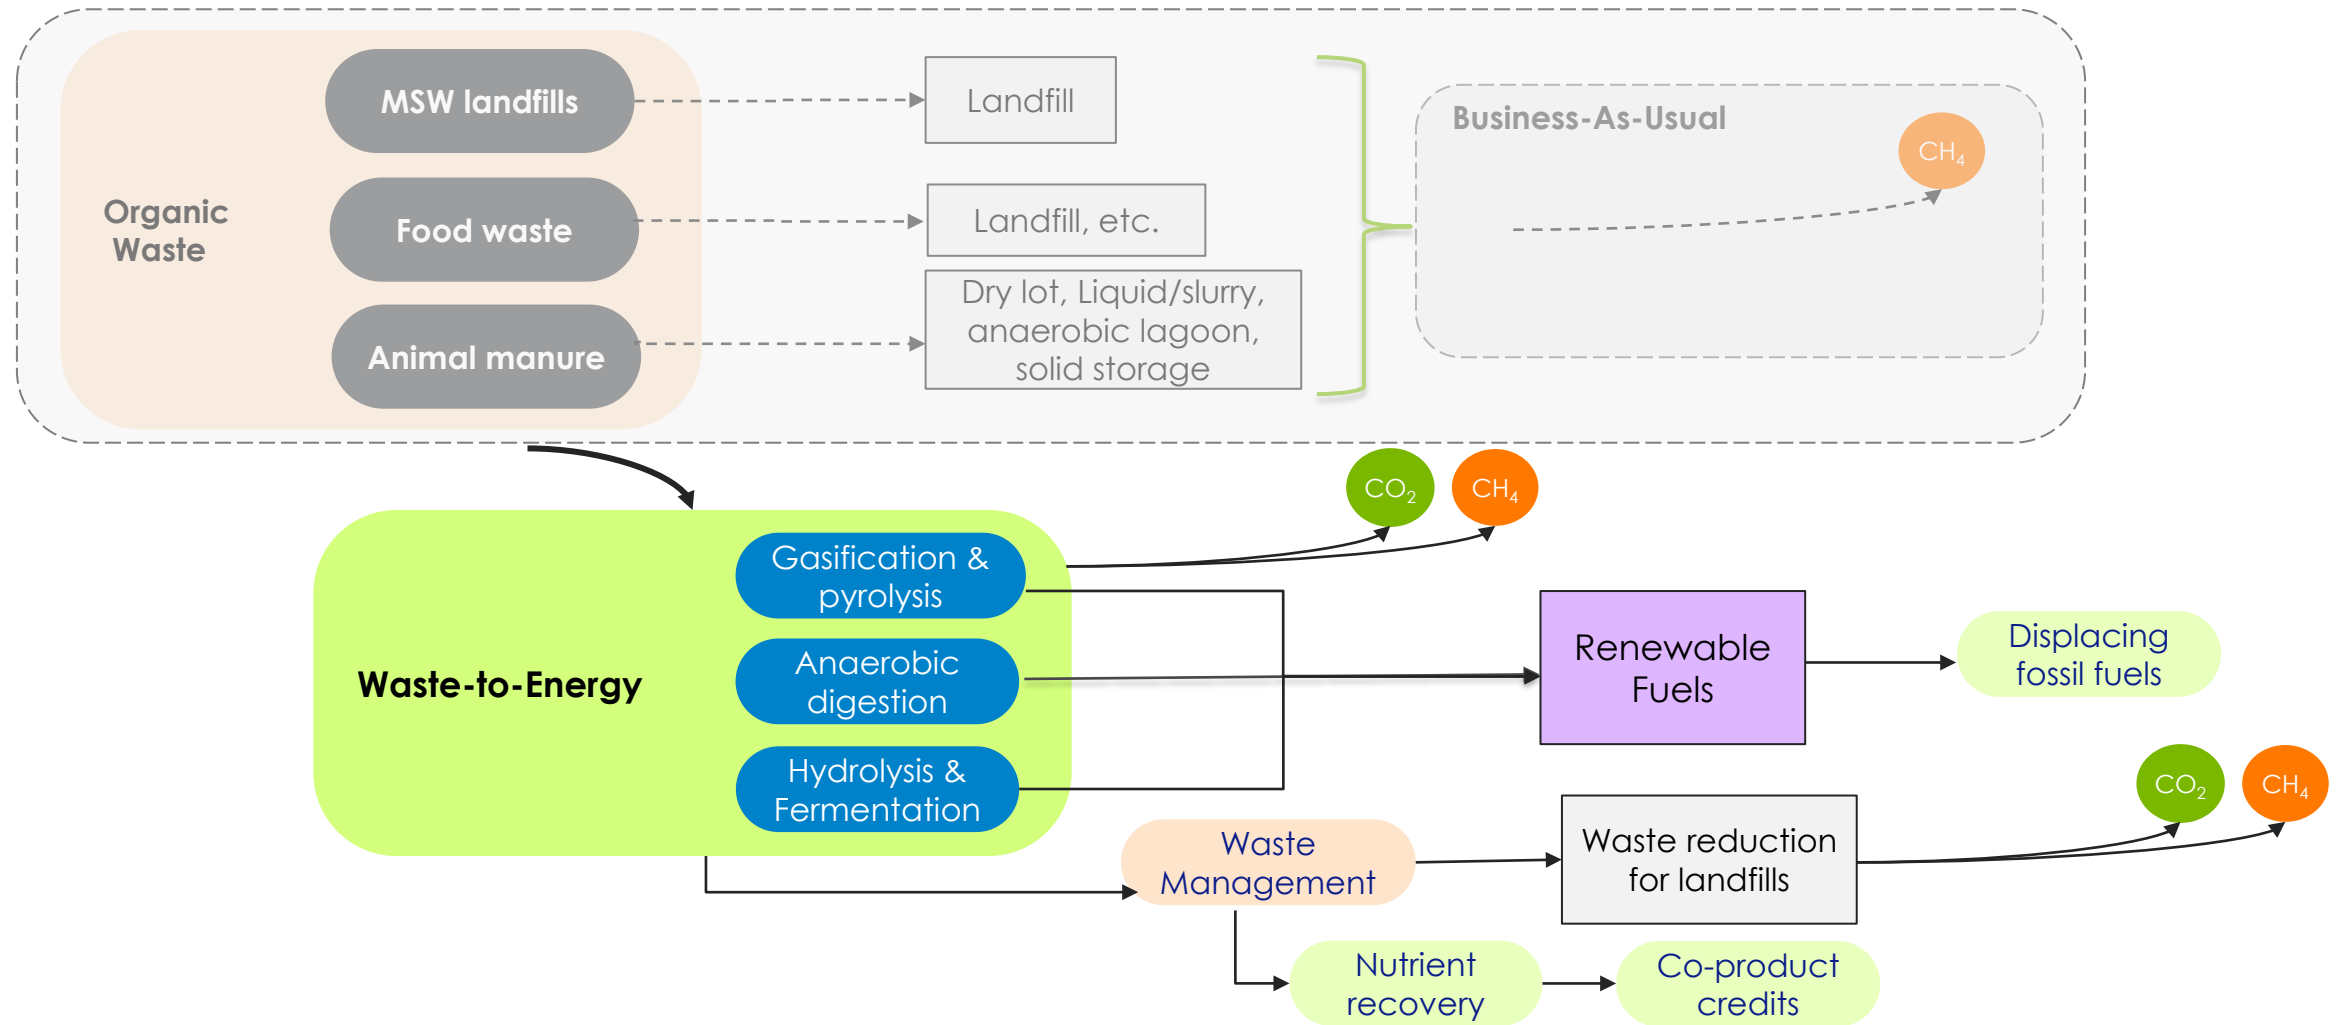 Organic
Waste
MSW landfills
Food waste
Animal manure
Landfill
Landfill, etc.
Dry lot, Liquid/slurry,
anaerobic lagoon,
solid storage
Business-As-Usual
CH₄
Waste-to-Energy
Gasification &
pyrolysis
Anaerobic
digestion
Hydrolysis &
Fermentation
CO₂
CH₄
Renewable
Fuels
Displacing
fossil fuels
Waste
Management
Waste reduction
for landfills
CO₂
CH₄
Nutrient
recovery
Co-product
credits